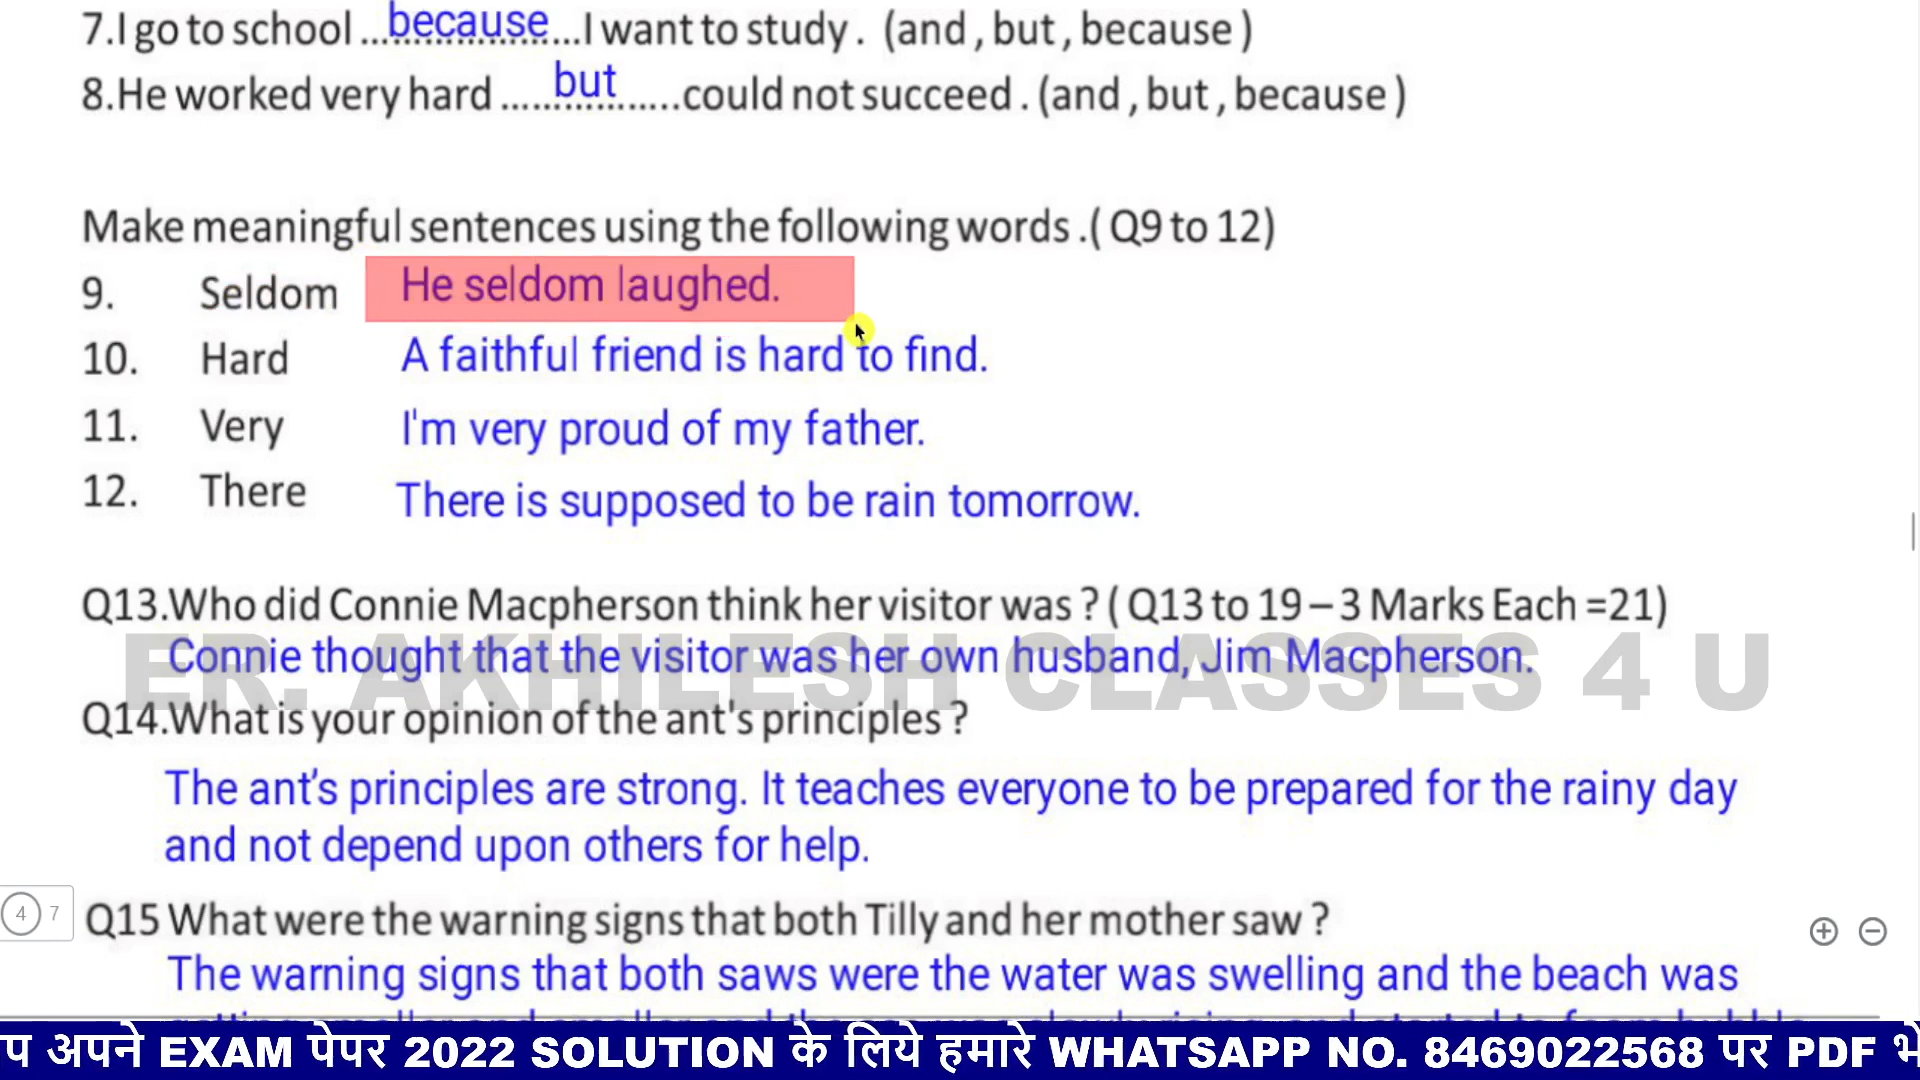 7.I go to school ...because...I want to study . (and , but , because )
8.He worked very hard ......but......could not succeed . (and , but , because )
Make meaningful sentences using the following words .( Q9 to 12)
9. Seldom He seldom laughed.
10. Hard A faithful friend is hard to find.
11. Very I'm very proud of my father.
12. There There is supposed to be rain tomorrow.
Q13.Who did Connie Macpherson think her visitor was ? ( Q13 to 19 – 3 Marks Each =21)
ER. AKHILESH CLASSES 4 U
Connie thought that the visitor was her own husband, Jim Macpherson.
Q14.What is your opinion of the ant's principles ?
The ant's principles are strong. It teaches everyone to be prepared for the rainy day
and not depend upon others for help.
4 7
Q15 What were the warning signs that both Tilly and her mother saw ?
The warning signs that both saws were the water was swelling and the beach was
प अपने EXAM पेपर 2022 SOLUTION के लिये हमारे WHATSAPP NO. 8469022568 पर PDF